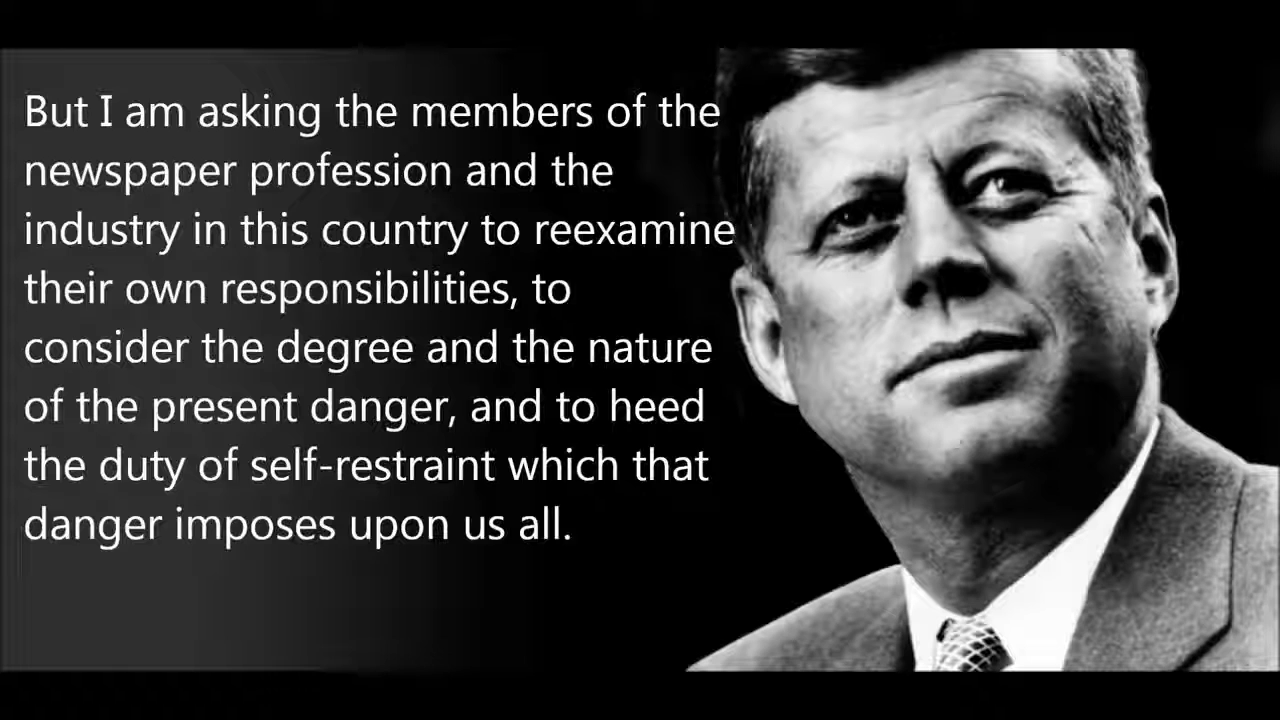 But I am asking the members of the
newspaper profession and the
industry in this country to reexamine
their own responsibilities, to
consider the degree and the nature
of the present danger, and to heed
the duty of self-restraint which that
danger imposes upon us all.